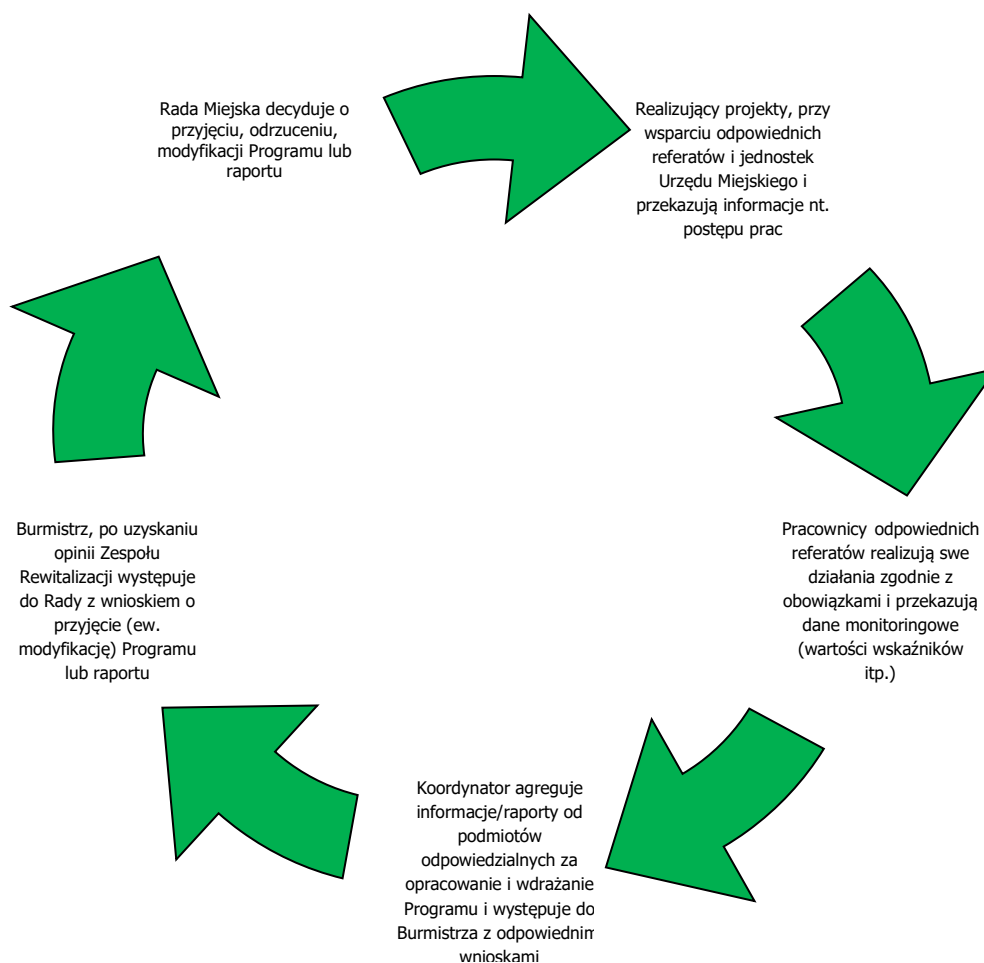 Rada Miejska decyduje o
przyjęciu, odrzuceniu,
modyfikacji Programu lub
raportu
Realizujący projekty, przy
wsparciu odpowiednich
referatów i jednostek
Urzędu Miejskiego i
przekazują informacje nt.
postępu prac
Pracownicy odpowiednich
referatów realizują swe
działania zgodnie z
obowiązkami i przekazują
dane monitoringowe
(wartości wskaźników
itp.)
Koordynator agreguje
informacje/raporty od
podmiotów
odpowiedzialnych za
opracowanie i wdrażanie
Programu i występuje do
Burmistrza z odpowiednim
wnioskami
Burmistrz, po uzyskaniu
opinii Zespołu
Rewitalizacji występuje
do Rady z wnioskiem o
przyjęcie (ew.
modyfikację) Programu
lub raportu